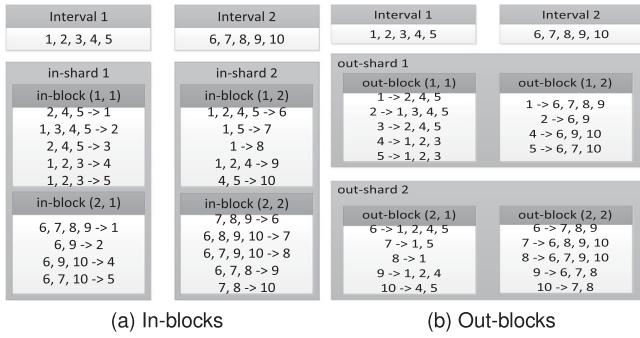 Interval 1
1, 2, 3, 4, 5
Interval 2
6, 7, 8, 9, 10
in-shard 1
in-block (1, 1)
2, 4, 5 -> 1
1, 3, 4, 5 -> 2
2, 4, 5 -> 3
1, 2, 3 -> 4
1, 2, 3 -> 5
in-block (2, 1)
6, 7, 8, 9 -> 1
6, 9 -> 2
6, 9, 10 -> 4
6, 7, 10 -> 5
in-shard 2
in-block (1, 2)
1, 2, 4, 5 -> 6
1, 5 -> 7
1 -> 8
1, 2, 4 -> 9
4, 5 -> 10
in-block (2, 2)
7, 8, 9 -> 6
6, 8, 9, 10 -> 7
6, 7, 9, 10 -> 8
6, 7, 8 -> 9
7, 8 -> 10
(a) In-blocks
Interval 1
1, 2, 3, 4, 5
Interval 2
6, 7, 8, 9, 10
out-shard 1
out-block (1, 1)
1 -> 2, 4, 5
2 -> 1, 3, 4, 5
3 -> 2, 4, 5
4 -> 1, 2, 3
5 -> 1, 2, 3
out-block (1, 2)
1 -> 6, 7, 8, 9
2 -> 6, 9
4 -> 6, 9, 10
5 -> 6, 7, 10
out-shard 2
out-block (2, 1)
6 -> 1, 2, 4, 5
7 -> 1, 5
8 -> 1
9 -> 1, 2, 4
10 -> 4, 5
out-block (2, 2)
6 -> 7, 8, 9
7 -> 6, 8, 9, 10
8 -> 6, 7, 9, 10
9 -> 6, 7, 8
10 -> 7, 8
(b) Out-blocks